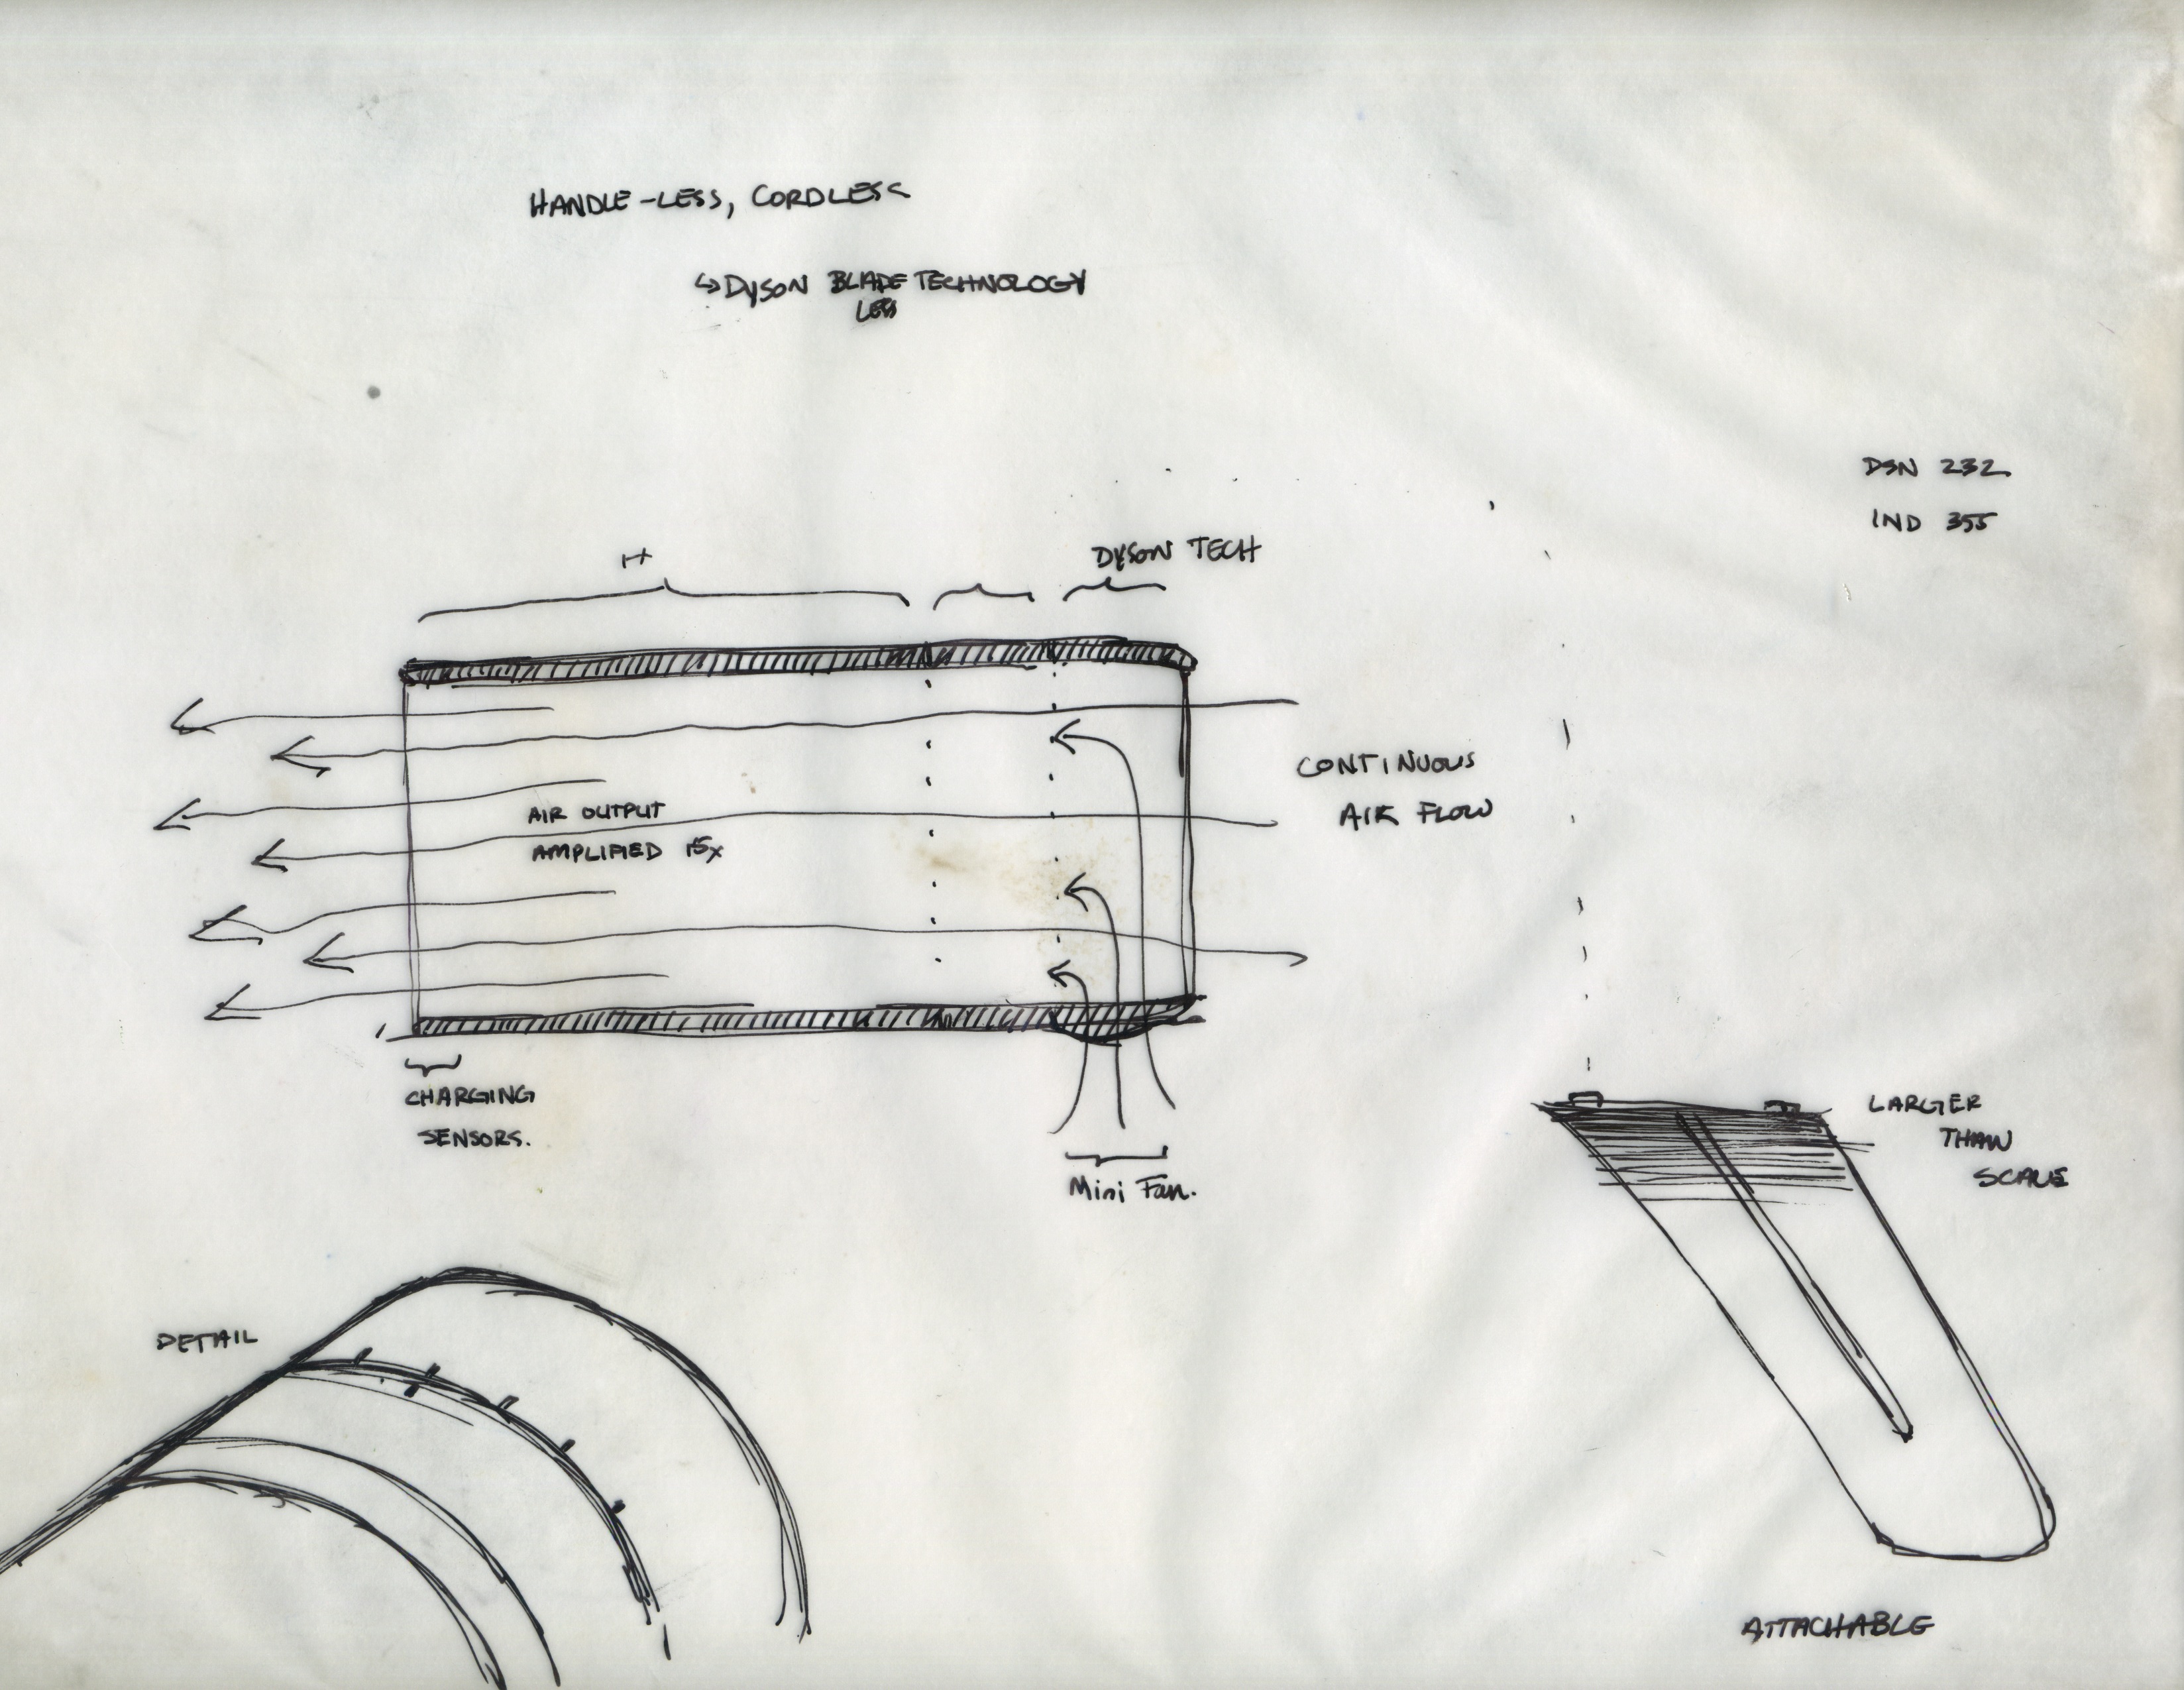 HANDLE-LESS, CORDLESS
↳ DYSON BLADE TECHNOLOGY
LESS
DSN 232
IND 355
DYSON TECH
CONTINUOUS
AIR FLOW
AIR OUTPUT
AMPLIFIED 15x
CHARGING
SENSORS.
Mini Fan.
LARGER
THAN
SCALE
DETAIL
ATTACHABLE